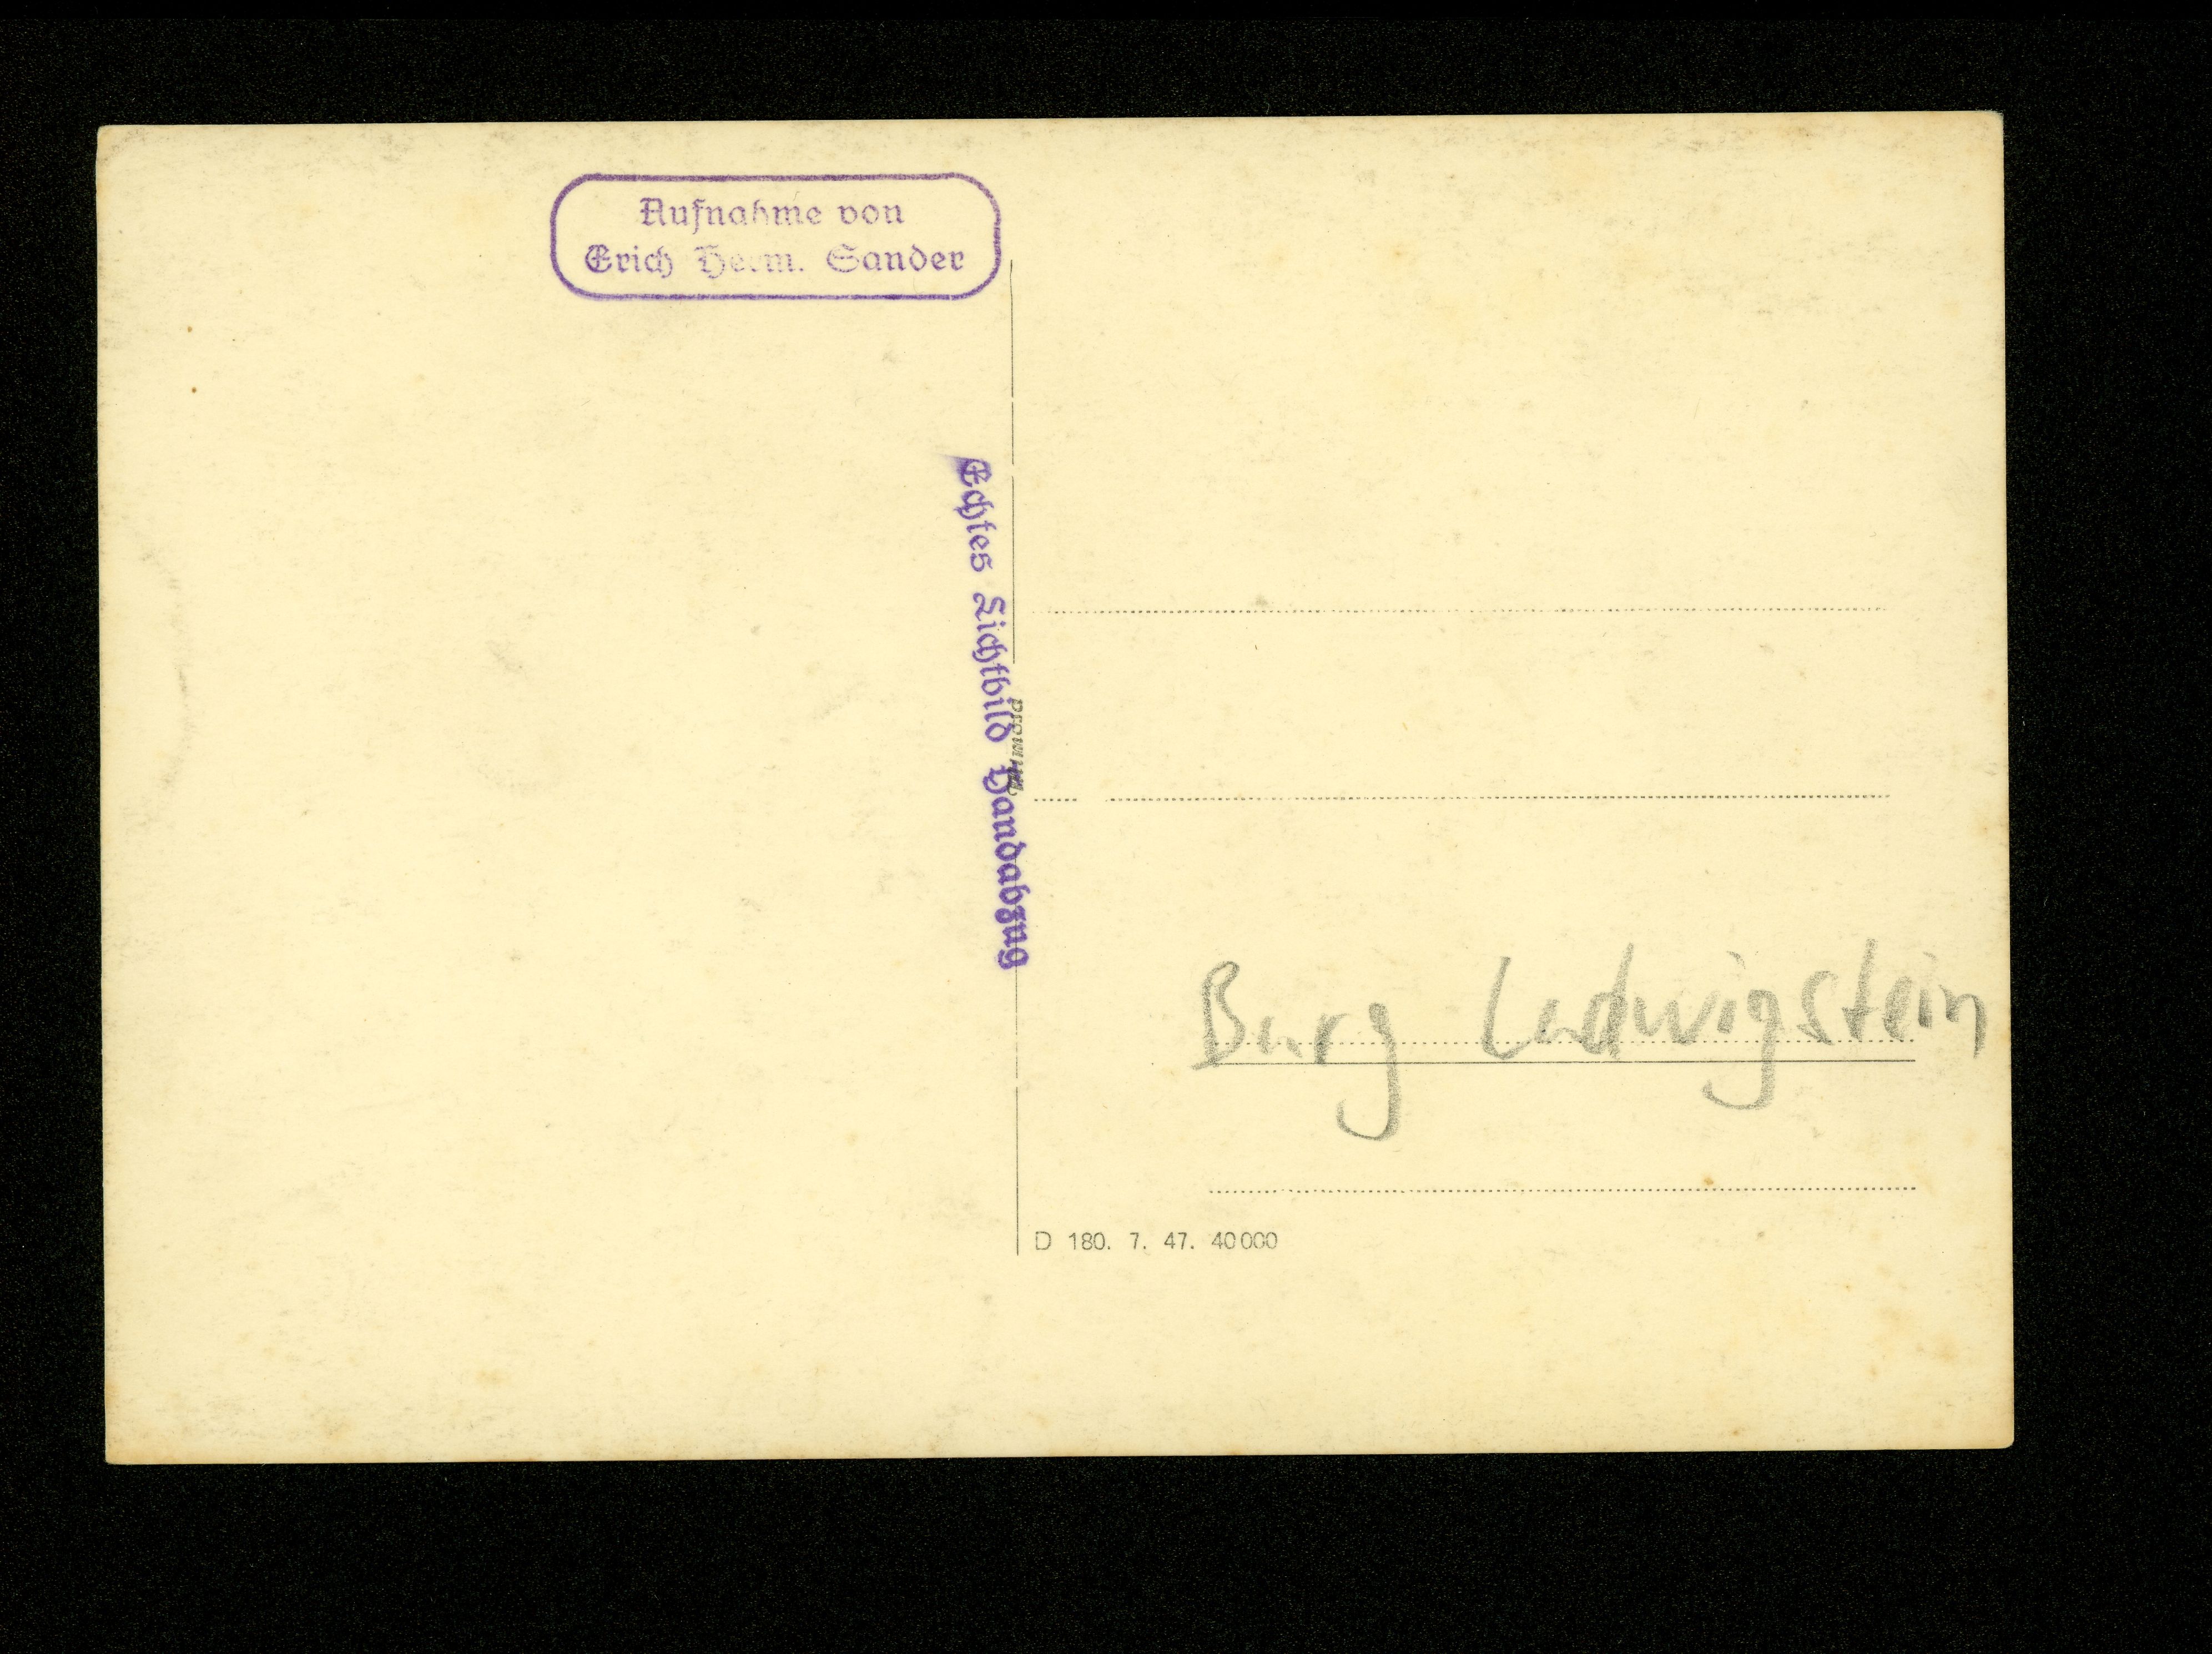 Aufnahme von
Erich Herm. Sander
Echtes Lichtbild Handabzug
Burg Ludwigstein
D 180. 7. 47. 40000